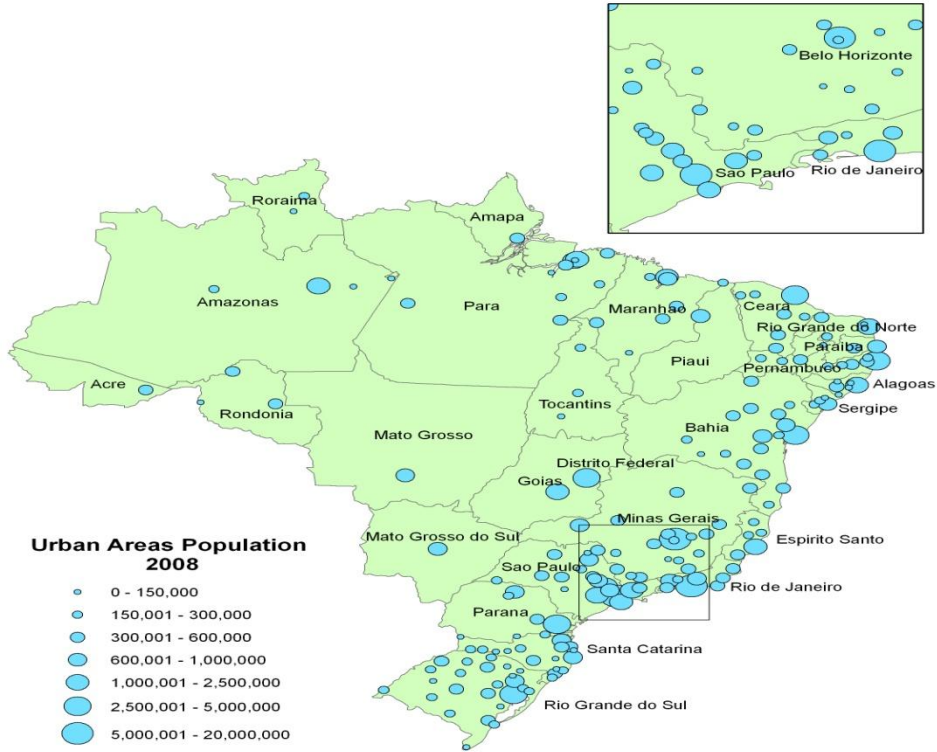 Belo Horizonte
Sao Paulo
Rio de Janeiro
Roraima
Amapa
Amazonas
Para
Maranhao
Ceara
Rio Grande do Norte
Paraiba
Piaui
Pernambuco
Acre
Alagoas
Rondonia
Tocantins
Sergipe
Bahia
Mato Grosso
Distrito Federal
Goias
Minas Gerais
Mato Grosso do Sul
Espirito Santo
Sao Paulo
Rio de Janeiro
Parana
Santa Catarina
Rio Grande do Sul
Urban Areas Population
2008
0 - 150,000
150,001 - 300,000
300,001 - 600,000
600,001 - 1,000,000
1,000,001 - 2,500,000
2,500,001 - 5,000,000
5,000,001 - 20,000,000